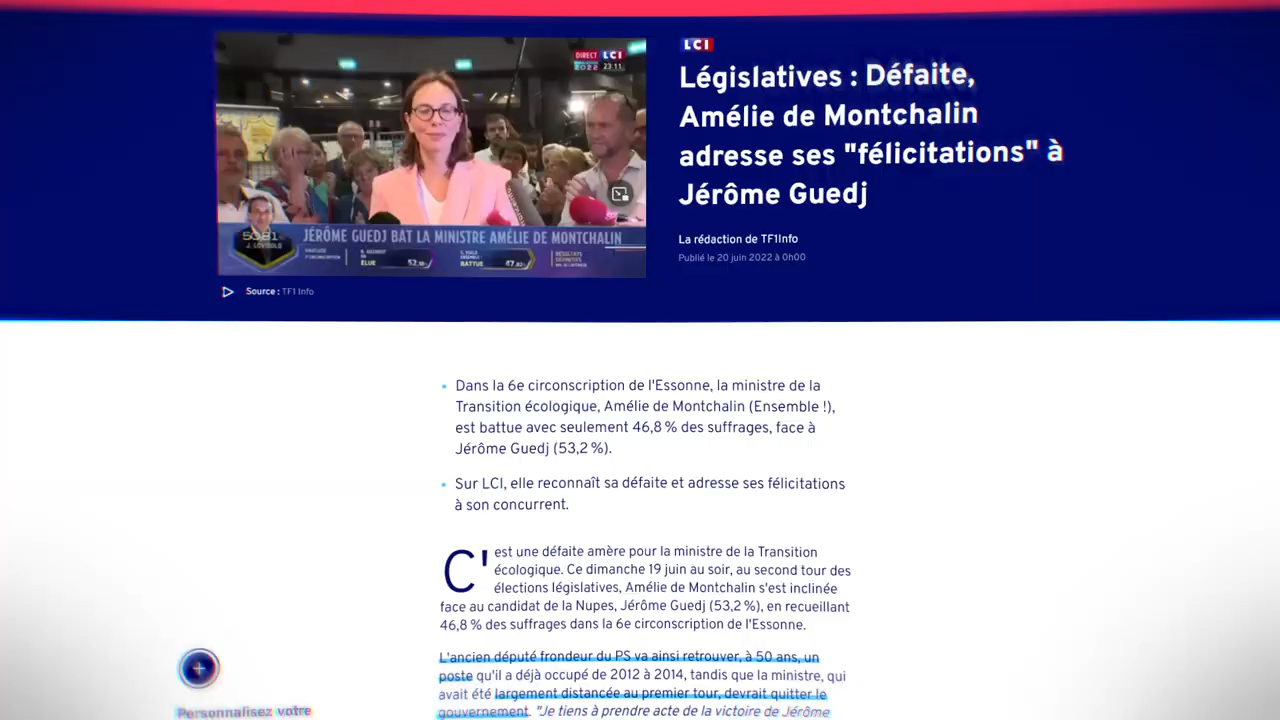 DIRECT LCI
2022 23:11
J. LOVISOLO
JÉRÔME GUEDJ BAT LA MINISTRE AMÉLIE DE MONTCHALIN
ÉLUE
BATTUE
RÉSULTATS
Source : TF1 Info
LCI
Législatives : Défaite,
Amélie de Montchalin
adresse ses "félicitations" à
Jérôme Guedj
La rédaction de TF1Info
Publié le 20 juin 2022 à 0h00
• Dans la 6e circonscription de l'Essonne, la ministre de la
Transition écologique, Amélie de Montchalin (Ensemble !),
est battue avec seulement 46,8 % des suffrages, face à
Jérôme Guedj (53,2 %).
• Sur LCI, elle reconnaît sa défaite et adresse ses félicitations
à son concurrent.
C'est une défaite amère pour la ministre de la Transition
écologique. Ce dimanche 19 juin au soir, au second tour des
élections législatives, Amélie de Montchalin s'est inclinée
face au candidat de la Nupes, Jérôme Guedj (53,2 %), en recueillant
46,8 % des suffrages dans la 6e circonscription de l'Essonne.
L'ancien député frondeur du PS va ainsi retrouver, à 50 ans, un
poste qu'il a déjà occupé de 2012 à 2014, tandis que la ministre, qui
avait été largement distancée au premier tour, devrait quitter le
gouvernement. "Je tiens à prendre acte de la victoire de Jérôme
Personnalisez votre